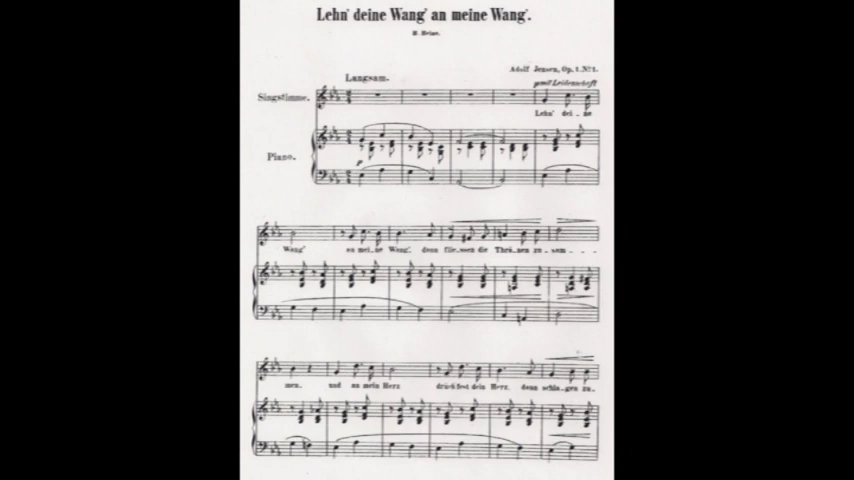 Lehn' deine Wang' an meine Wang'.
H. Heine.
Adolf Jensen, Op. 1. No 1.
Langsam.
mit Leidenschaft
Singstimme.
Lehn' dei - ne
Piano.
p
Wang' an mei - ne Wang', dann flie - ssen die Thrä - nen zu - sam - - - -
men. und an mein Herz drück fest dein Herz. dann schla - gen zu -